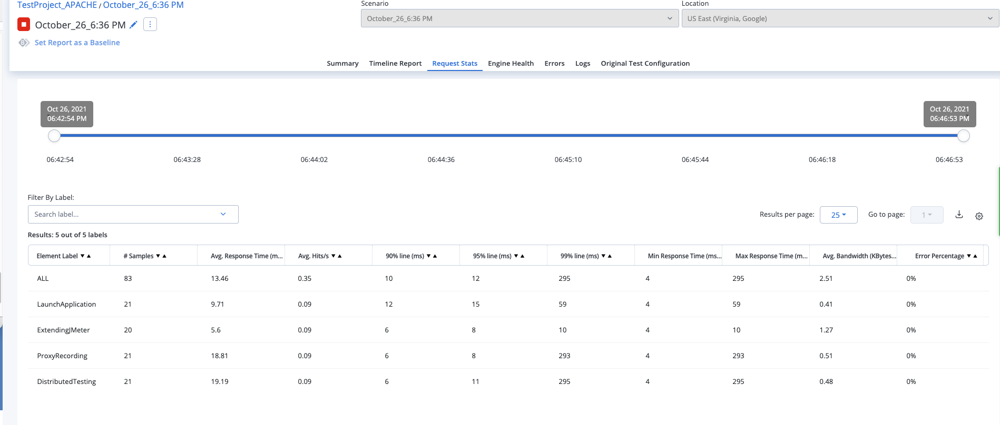 TestProject_APACHE / October_26_6:36 PM
Scenario
Location
October_26_6:36 PM
US East (Virginia, Google)
October_26_6:36 PM
Set Report as a Baseline
Summary Timeline Report Request Stats Engine Health Errors Logs Original Test Configuration
Oct 26, 2021
06:42:54 PM
Oct 26, 2021
06:46:53 PM
06:42:54 06:43:28 06:44:02 06:44:36 06:45:10 06:45:44 06:46:18 06:46:53
Filter By Label:
Search label...
Results per page: 25 Go to page: 1
Results: 5 out of 5 labels
Element Label # Samples Avg. Response Time (m... Avg. Hits/s 90% line (ms) 95% line (ms) 99% line (ms) Min Response Time (ms... Max Response Time (m... Avg. Bandwidth (KBytes... Error Percentage
ALL 83 13.46 0.35 10 12 295 4 295 2.51 0%
LaunchApplication 21 9.71 0.09 12 15 59 4 59 0.41 0%
ExtendingJMeter 20 5.6 0.09 6 8 10 4 10 1.27 0%
ProxyRecording 21 18.81 0.09 6 8 293 4 293 0.51 0%
DistributedTesting 21 19.19 0.09 6 11 295 4 295 0.48 0%